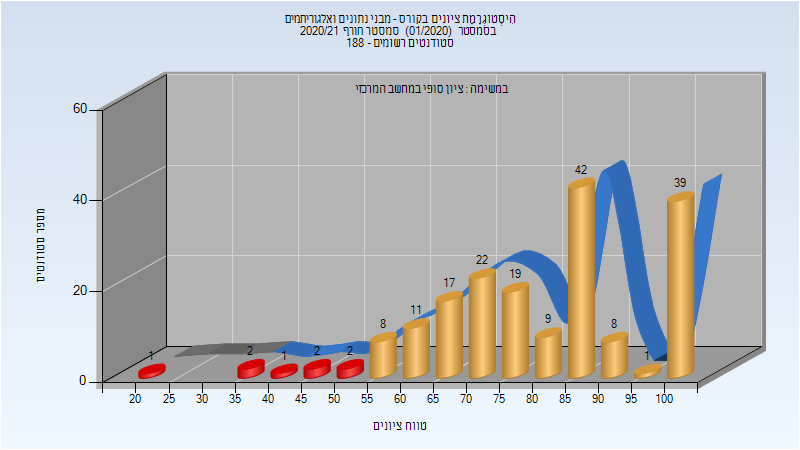 היסטוגרמת ציונים בקורס - מבני נתונים ואלגוריתמים
בסמסטר (01/2020) סמסטר חורף 2020/21
סטודנטים רשומים - 188
במשימה : ציון סופי במחשב המרכזי
מספר סטודנטים
60
40
20
0
1
2
1
2
2
8
11
17
22
19
9
42
8
1
39
20 25 30 35 40 45 50 55 60 65 70 75 80 85 90 95 100
טווח ציונים